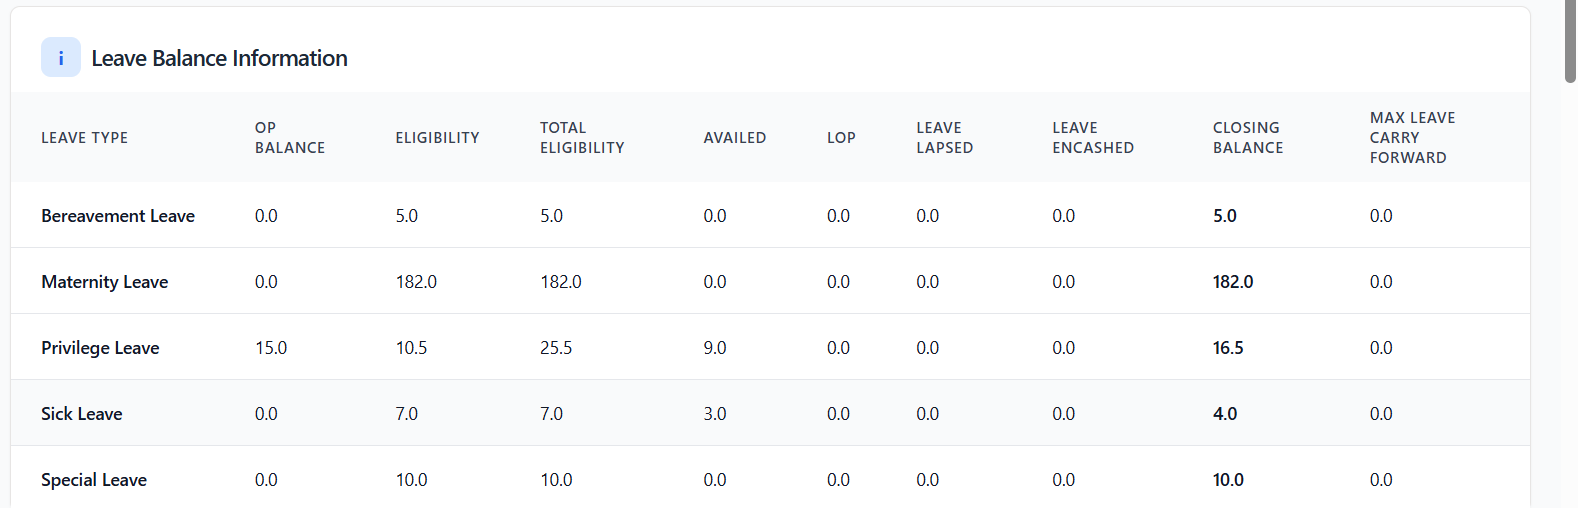 i Leave Balance Information
LEAVE TYPE OP BALANCE ELIGIBILITY TOTAL ELIGIBILITY AVAILED LOP LEAVE LAPSED LEAVE ENCASHED CLOSING BALANCE MAX LEAVE CARRY FORWARD
Bereavement Leave 0.0 5.0 5.0 0.0 0.0 0.0 0.0 5.0 0.0
Maternity Leave 0.0 182.0 182.0 0.0 0.0 0.0 0.0 182.0 0.0
Privilege Leave 15.0 10.5 25.5 9.0 0.0 0.0 0.0 16.5 0.0
Sick Leave 0.0 7.0 7.0 3.0 0.0 0.0 0.0 4.0 0.0
Special Leave 0.0 10.0 10.0 0.0 0.0 0.0 0.0 10.0 0.0